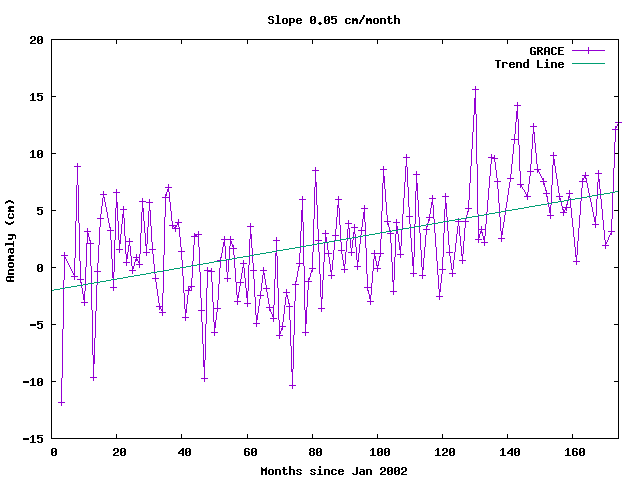 Slope 0.05 cm/month
GRACE
Trend Line
Anomaly (cm)
20
15
10
5
0
-5
-10
-15
0 20 40 60 80 100 120 140 160
Months since Jan 2002